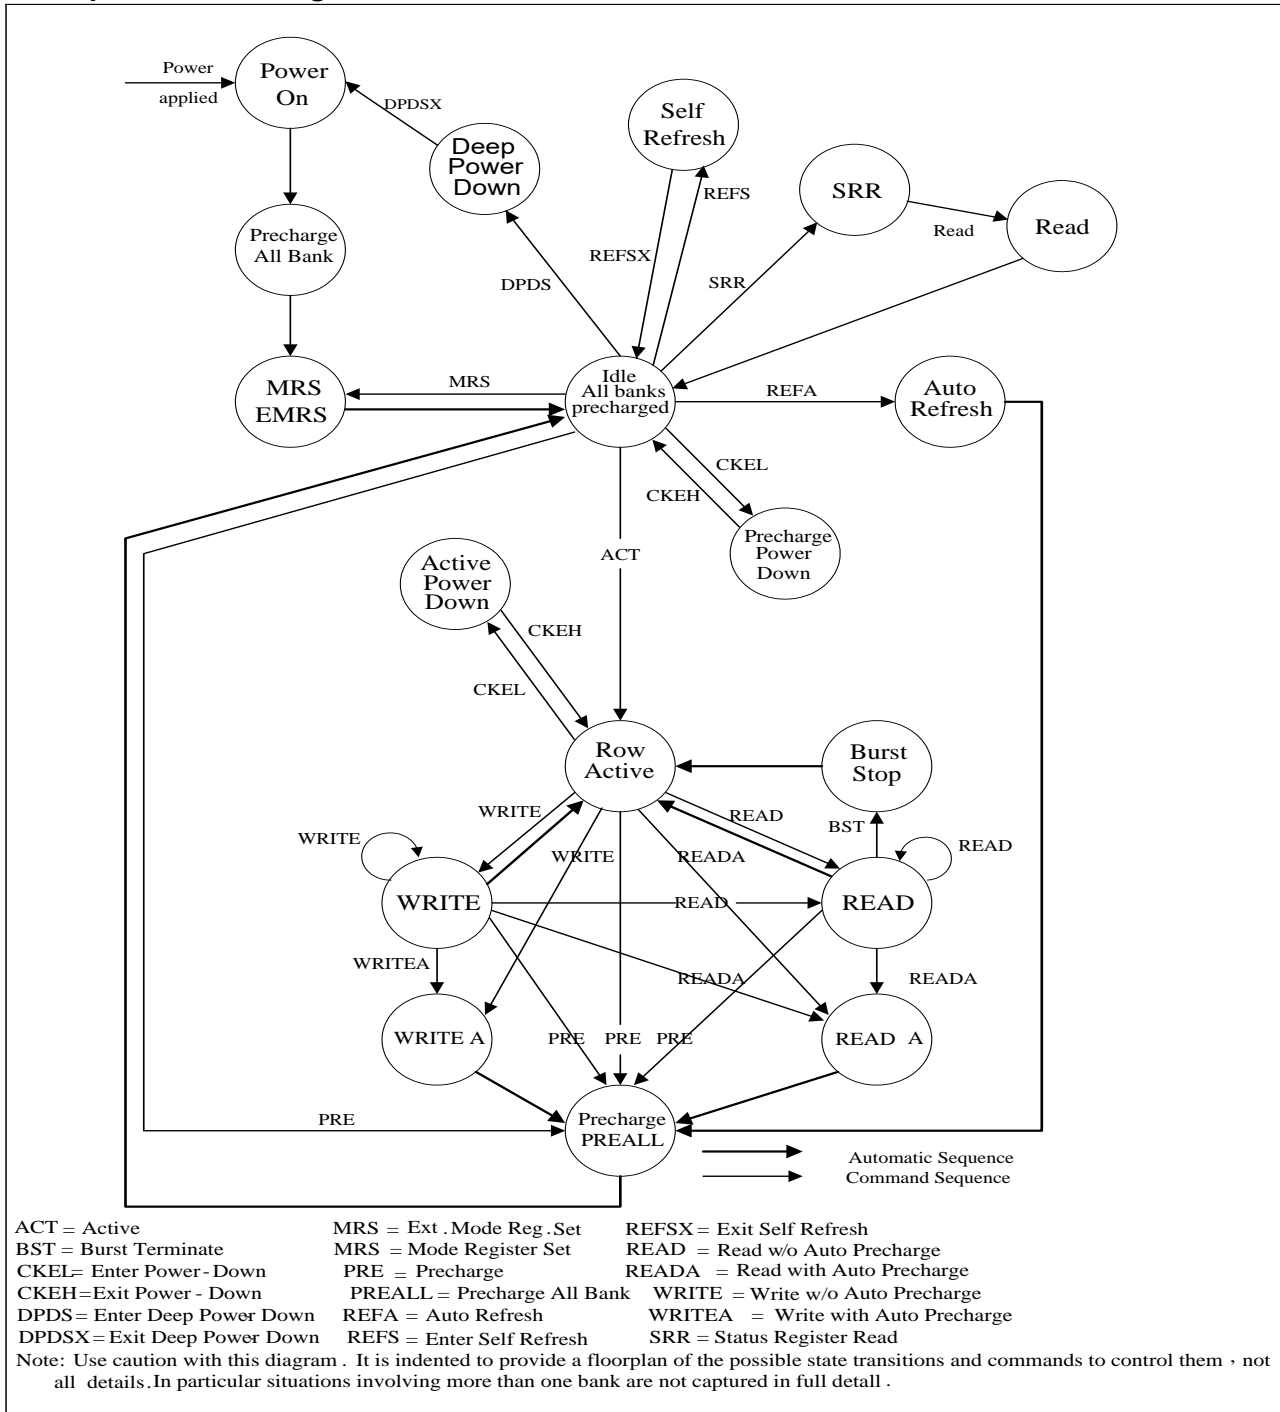 Power
applied
Power
On
DPDSX
Deep
Power
Down
Self
Refresh
REFS
REFSX
SRR
Read
Read
Precharge
All Bank
DPDS
SRR
MRS
EMRS
MRS
Idle
All banks
precharged
REFA
Auto
Refresh
CKEL
CKEH
Precharge
Power
Down
ACT
Active
Power
Down
CKEH
CKEL
Row
Active
Burst
Stop
WRITE
READ
BST
WRITE
READ
WRITE
READA
WRITE
READ
READ
WRITEA
READA
READA
WRITE A
PRE
PRE
PRE
READ A
PRE
Precharge
PREALL
Automatic Sequence
Command Sequence
ACT = Active MRS = Ext . Mode Reg . Set REFSX = Exit Self Refresh
BST = Burst Terminate MRS = Mode Register Set READ = Read w/o Auto Precharge
CKEL= Enter Power - Down PRE = Precharge READA = Read with Auto Precharge
CKEH=Exit Power - Down PREALL = Precharge All Bank WRITE = Write w/o Auto Precharge
DPDS = Enter Deep Power Down REFA = Auto Refresh WRITEA = Write with Auto Precharge
DPDSX = Exit Deep Power Down REFS = Enter Self Refresh SRR = Status Register Read
Note: Use caution with this diagram . It is indented to provide a floorplan of the possible state transitions and commands to control them , not
all details.In particular situations involving more than one bank are not captured in full detall .